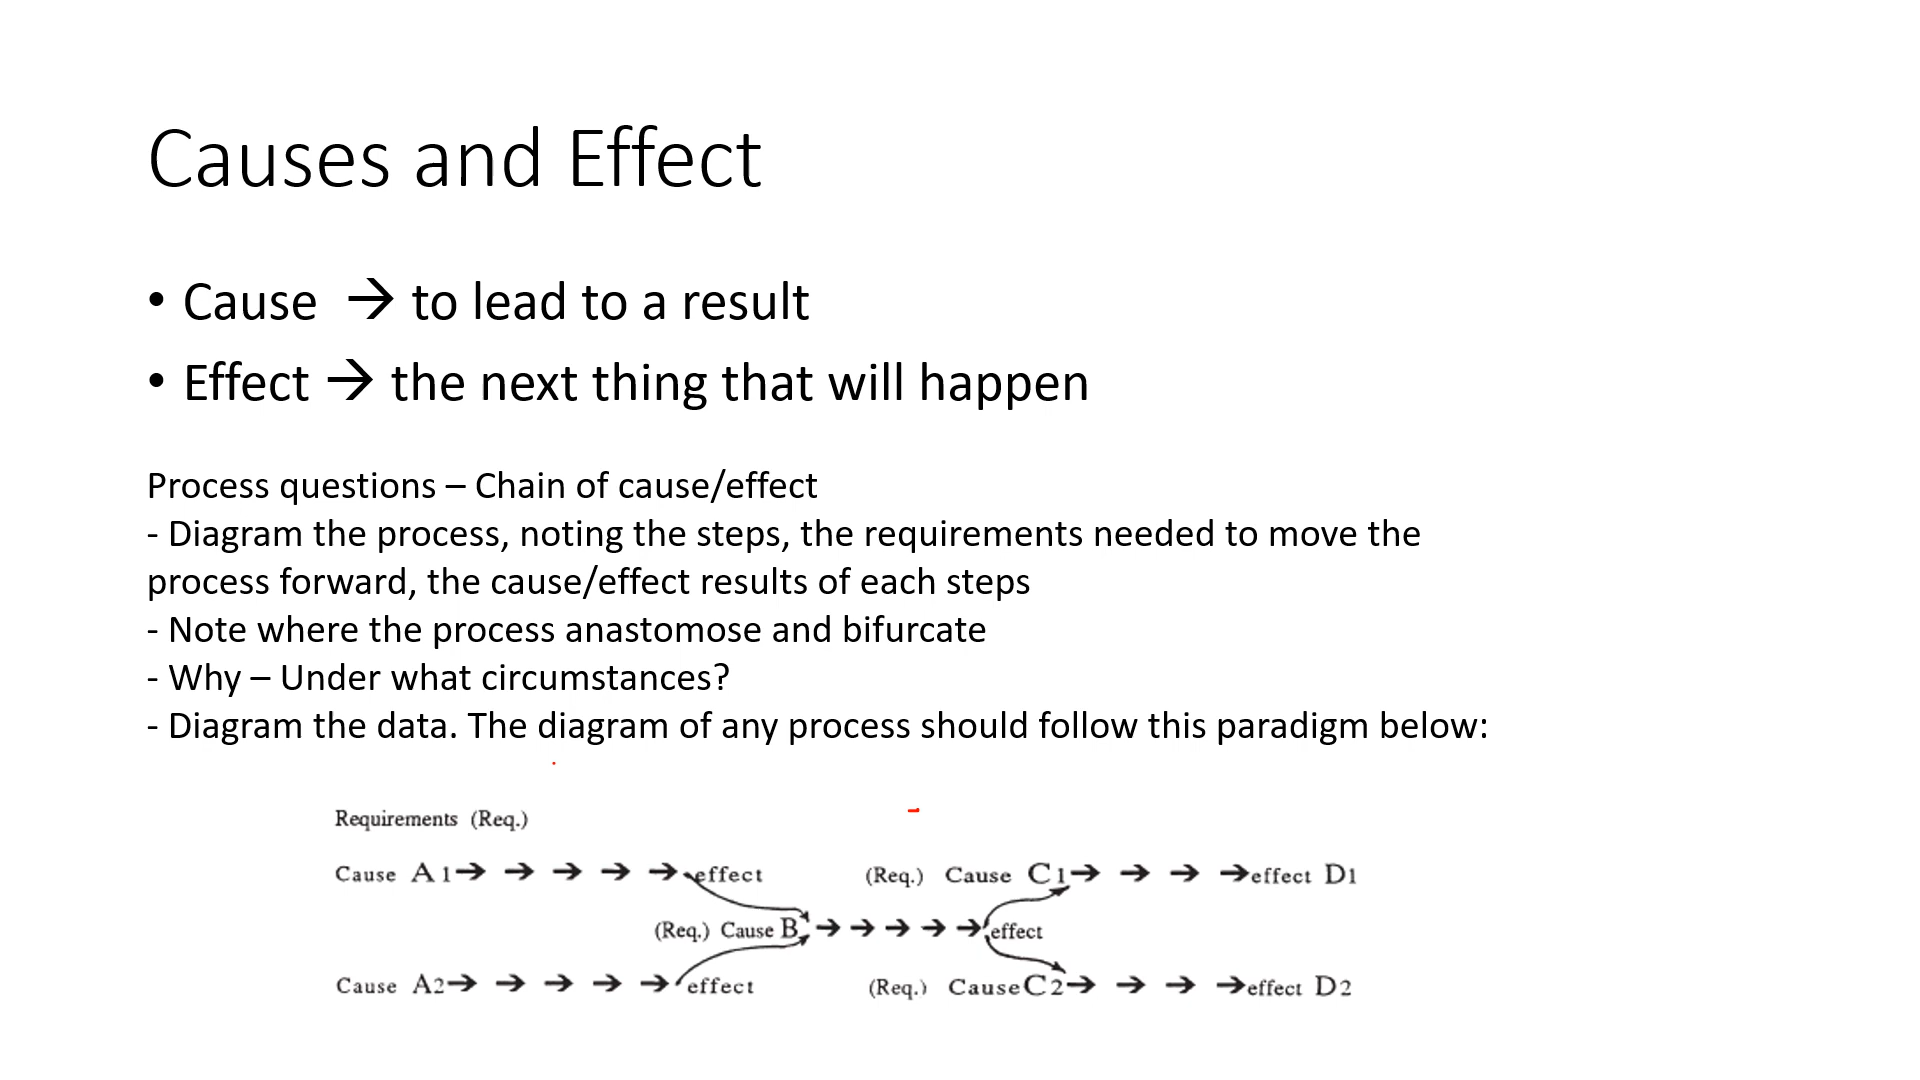 Causes and Effect
• Cause → to lead to a result
• Effect → the next thing that will happen
Process questions – Chain of cause/effect
- Diagram the process, noting the steps, the requirements needed to move the
process forward, the cause/effect results of each steps
- Note where the process anastomose and bifurcate
- Why – Under what circumstances?
- Diagram the data. The diagram of any process should follow this paradigm below:
Requirements (Req.)
Cause A1→ → → → → effect (Req.) Cause C1→ → → →effect D1
(Req.) Cause B → → → → → effect
Cause A2→ → → → → effect (Req.) Cause C2→ → → →effect D2